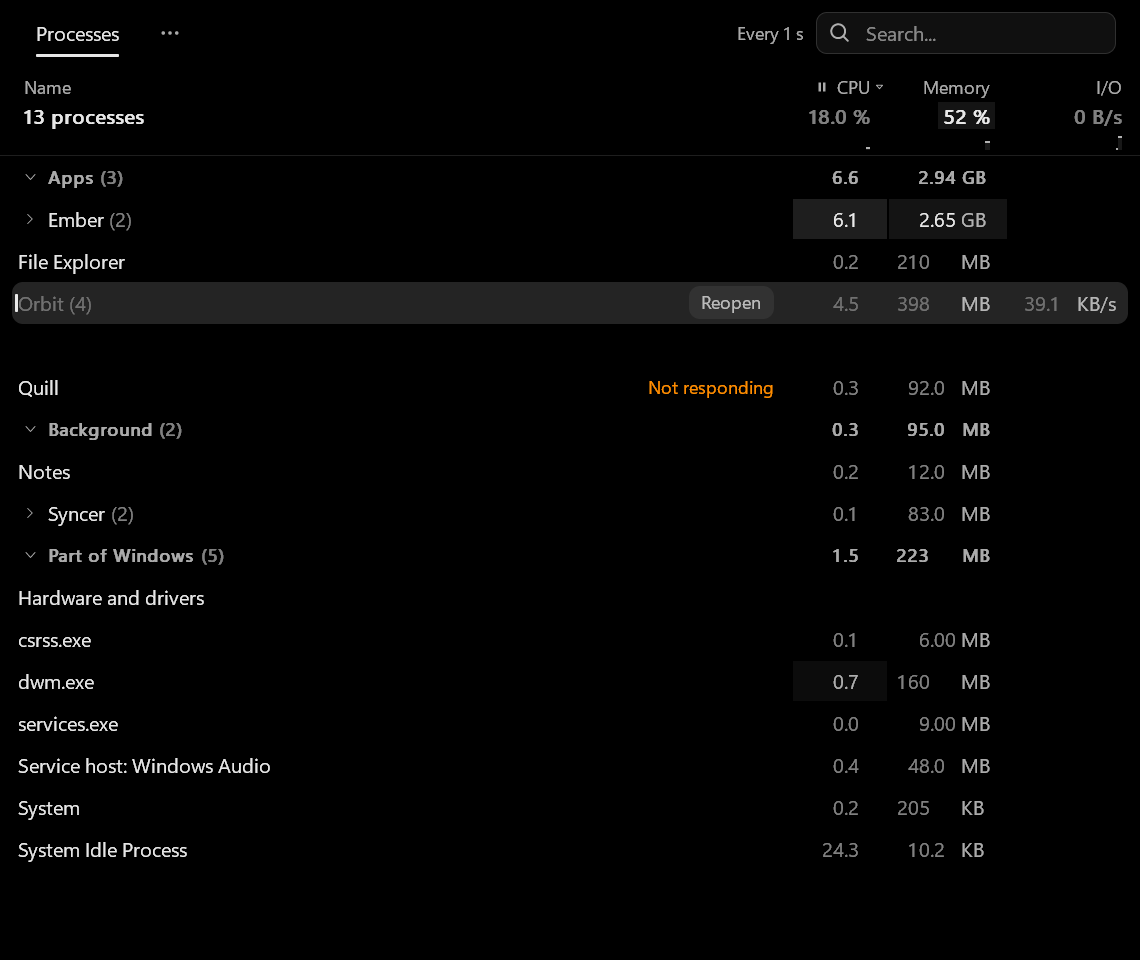 Processes ··· Every 1 s Search...
Name CPU Memory I/O
13 processes 18.0 % 52 % 0 B/s
Apps (3) 6.6 2.94 GB
Ember (2) 6.1 2.65 GB
File Explorer 0.2 210 MB
Orbit (4) Reopen 4.5 398 MB 39.1 KB/s
Quill Not responding 0.3 92.0 MB
Background (2) 0.3 95.0 MB
Notes 0.2 12.0 MB
Syncer (2) 0.1 83.0 MB
Part of Windows (5) 1.5 223 MB
Hardware and drivers
csrss.exe 0.1 6.00 MB
dwm.exe 0.7 160 MB
services.exe 0.0 9.00 MB
Service host: Windows Audio 0.4 48.0 MB
System 0.2 205 KB
System Idle Process 24.3 10.2 KB